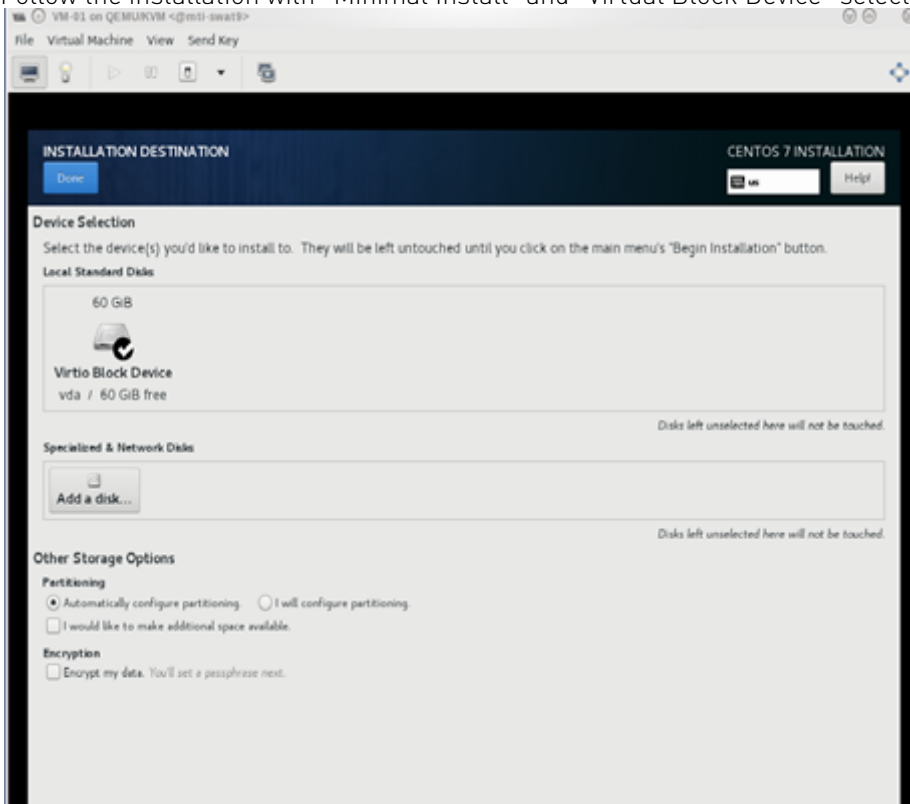 Follow the installation with "Minimal Install" and "Virtual Block Device" select
VM-01 on QEMU/KVM <@mti-swat9>
File Virtual Machine View Send Key
INSTALLATION DESTINATION
CENTOS 7 INSTALLATION
Done
us
Help!
Device Selection
Select the device(s) you'd like to install to. They will be left untouched until you click on the main menu's "Begin Installation" button.
Local Standard Disks
60 GiB
Virtio Block Device
vda / 60 GiB free
Disks left unselected here will not be touched.
Specialized & Network Disks
Add a disk...
Disks left unselected here will not be touched.
Other Storage Options
Partitioning
Automatically configure partitioning. I will configure partitioning.
I would like to make additional space available.
Encryption
Encrypt my data. You'll set a passphrase next.